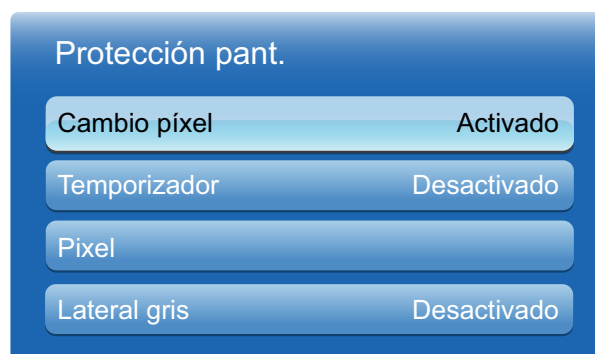 Protección pant.
Cambio píxel Activado
Temporizador Desactivado
Pixel
Lateral gris Desactivado